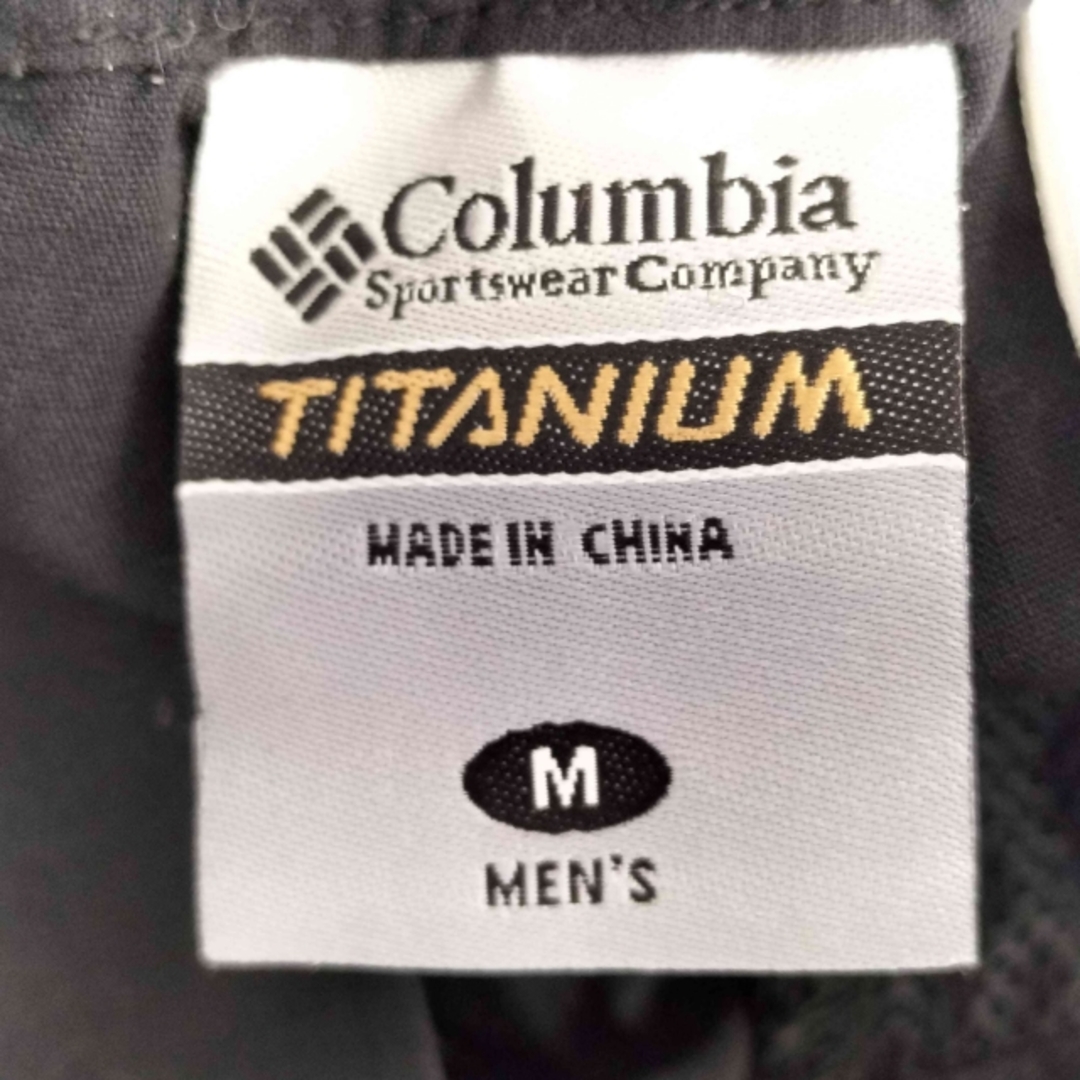 Columbia
Sportswear Company
TITANIUM
MADE IN CHINA
M
MEN'S